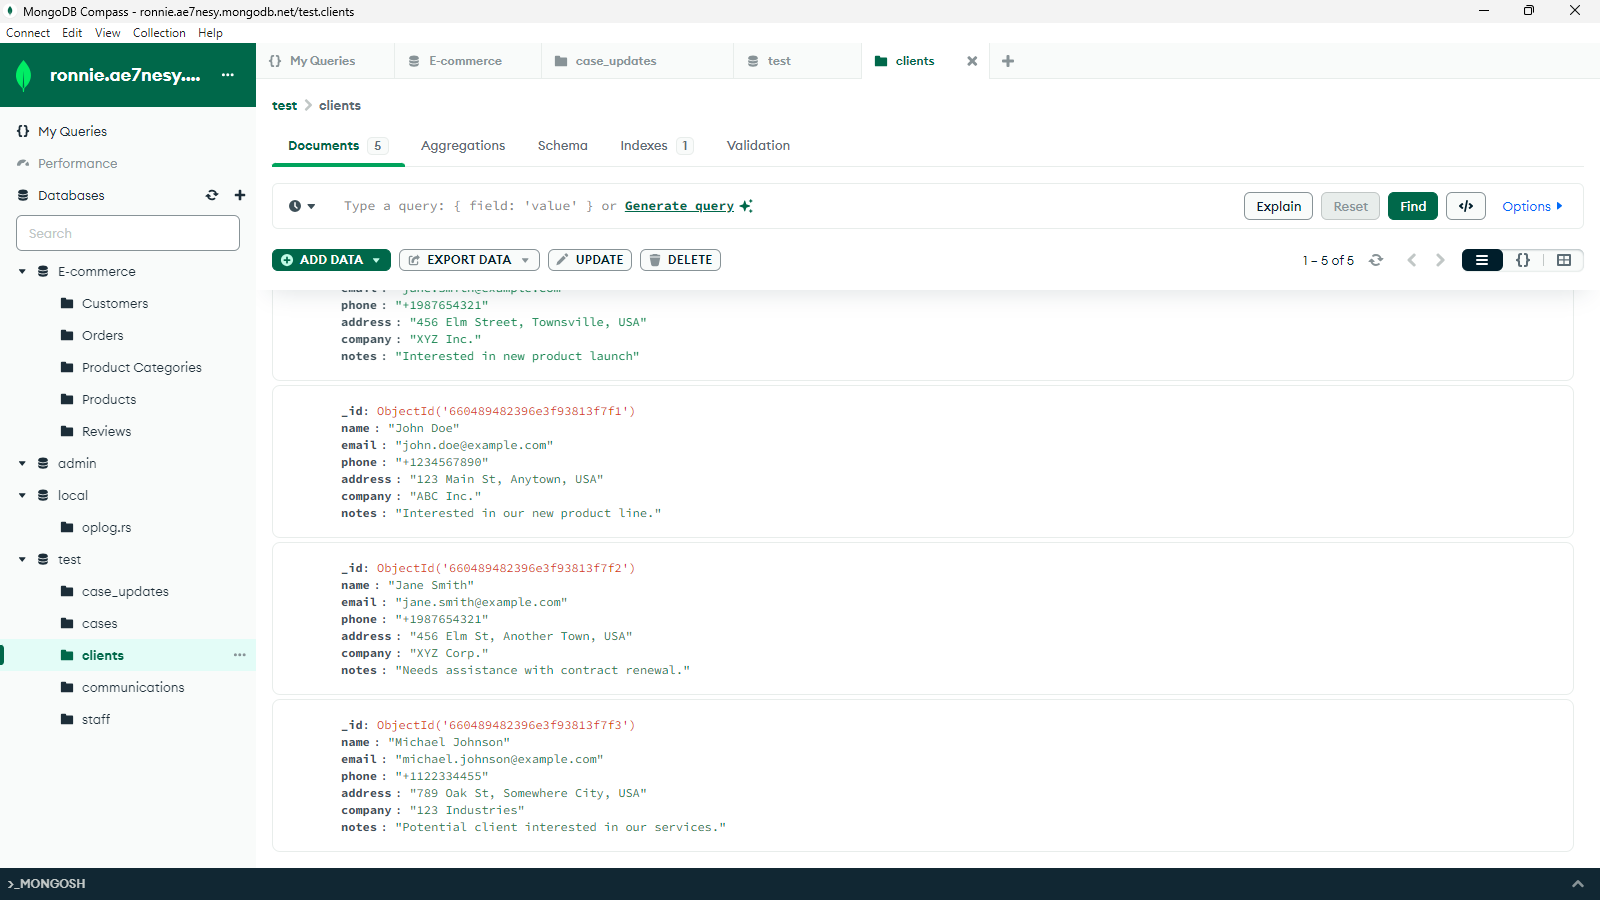 MongoDB Compass - ronnie.ae7nesy.mongodb.net/test.clients
Connect Edit View Collection Help
ronnie.ae7nesy....
My Queries
Performance
Databases
Search
E-commerce
Customers
Orders
Product Categories
Products
Reviews
admin
local
oplog.rs
test
case_updates
cases
clients
communications
staff
{} My Queries
E-commerce
case_updates
test
clients
test > clients
Documents 5
Aggregations
Schema
Indexes 1
Validation
Type a query: { field: 'value' } or Generate query
Explain
Reset
Find
</>
Options
ADD DATA
EXPORT DATA
UPDATE
DELETE
1 – 5 of 5
{}
email : "jane.smith@example.com"
phone : "+1987654321"
address : "456 Elm Street, Townsville, USA"
company : "XYZ Inc."
notes : "Interested in new product launch"
_id: ObjectId('660489482396e3f93813f7f1')
name : "John Doe"
email : "john.doe@example.com"
phone : "+1234567890"
address : "123 Main St, Anytown, USA"
company : "ABC Inc."
notes : "Interested in our new product line."
_id: ObjectId('660489482396e3f93813f7f2')
name : "Jane Smith"
email : "jane.smith@example.com"
phone : "+1987654321"
address : "456 Elm St, Another Town, USA"
company : "XYZ Corp."
notes : "Needs assistance with contract renewal."
_id: ObjectId('660489482396e3f93813f7f3')
name : "Michael Johnson"
email : "michael.johnson@example.com"
phone : "+1122334455"
address : "789 Oak St, Somewhere City, USA"
company : "123 Industries"
notes : "Potential client interested in our services."
>_MONGOSH